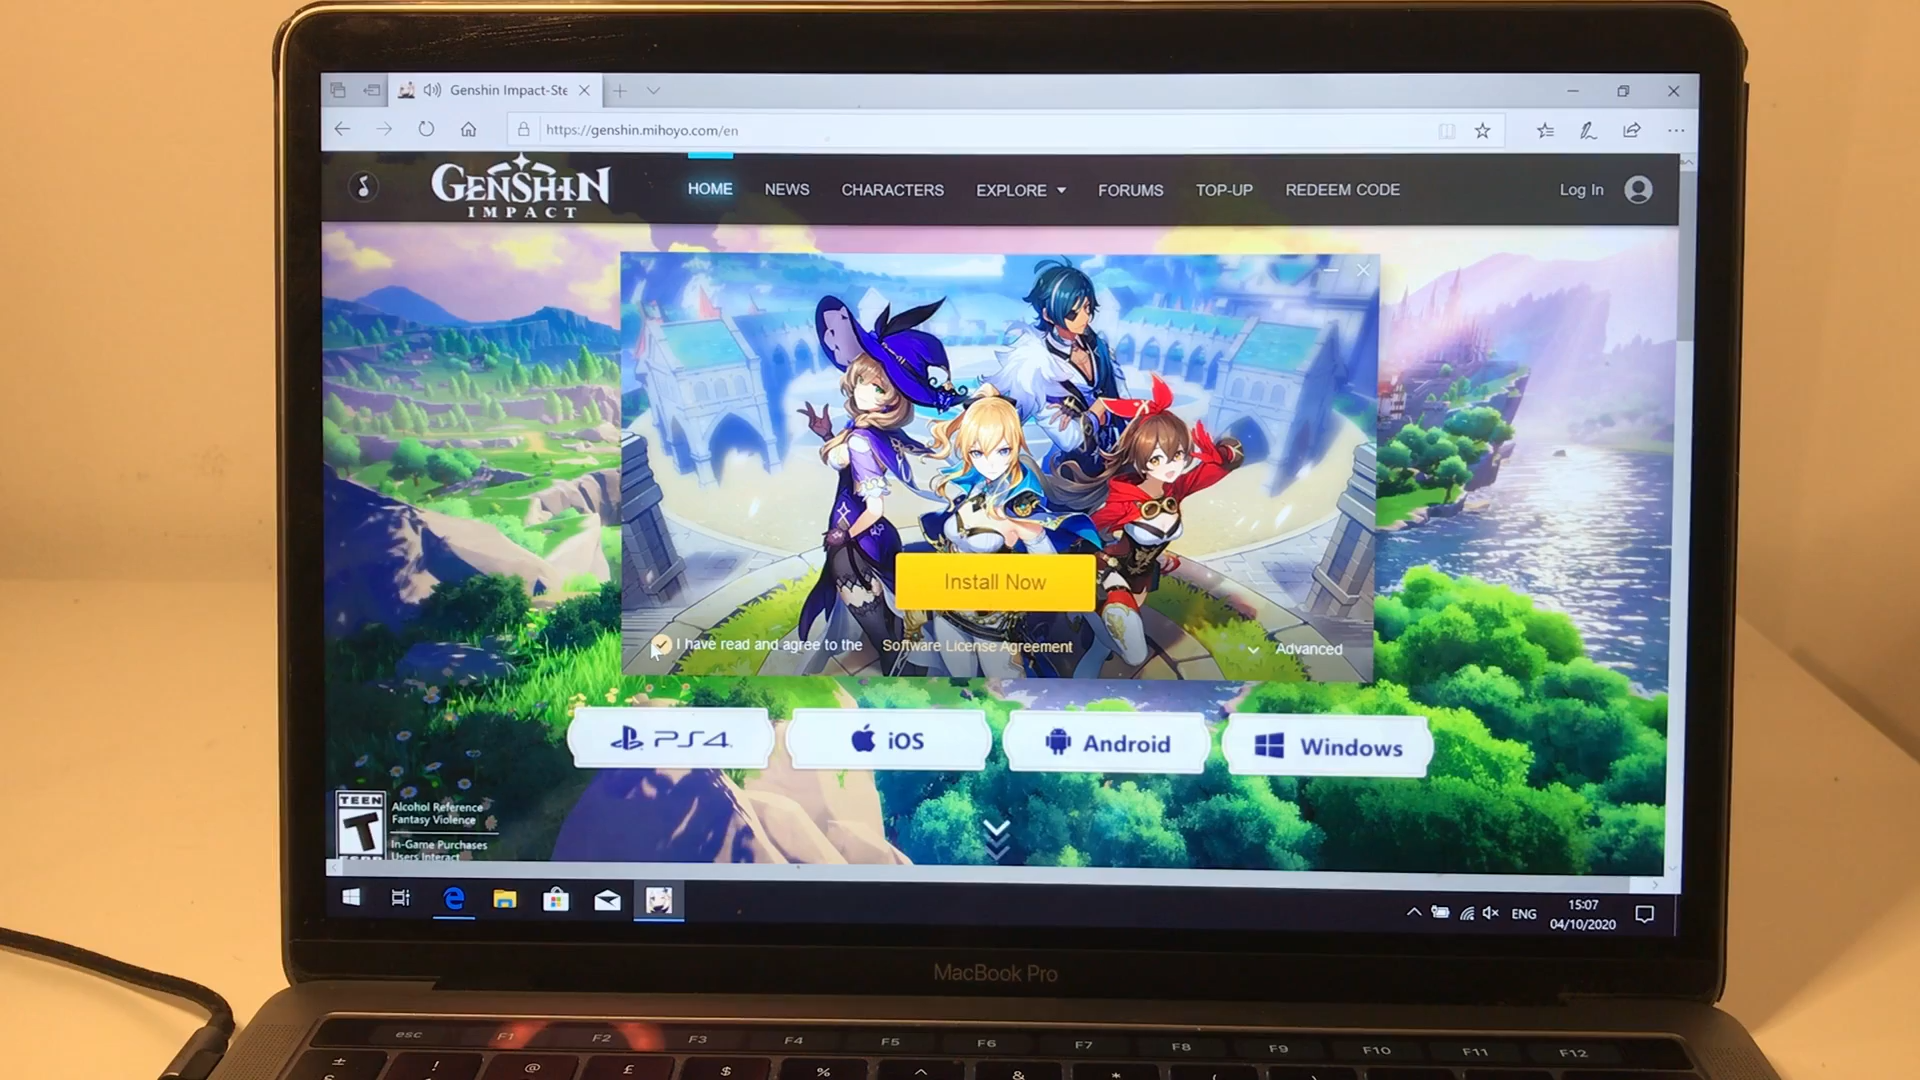 Genshin Impact-Ste
https://genshin.mihoyo.com/en
GENSHIN
IMPACT
HOME
NEWS
CHARACTERS
EXPLORE
FORUMS
TOP-UP
REDEEM CODE
Log In
Install Now
I have read and agree to the Software License Agreement
Advanced
PS4
iOS
Android
Windows
TEEN
T
Alcohol Reference
Fantasy Violence
In-Game Purchases
Users Interact
ENG
15:07
04/10/2020
MacBook Pro
esc F1 F2 F3 F4 F5 F6 F7 F8 F9 F10 F11 F12
± ! @ £ $ % ^ & *